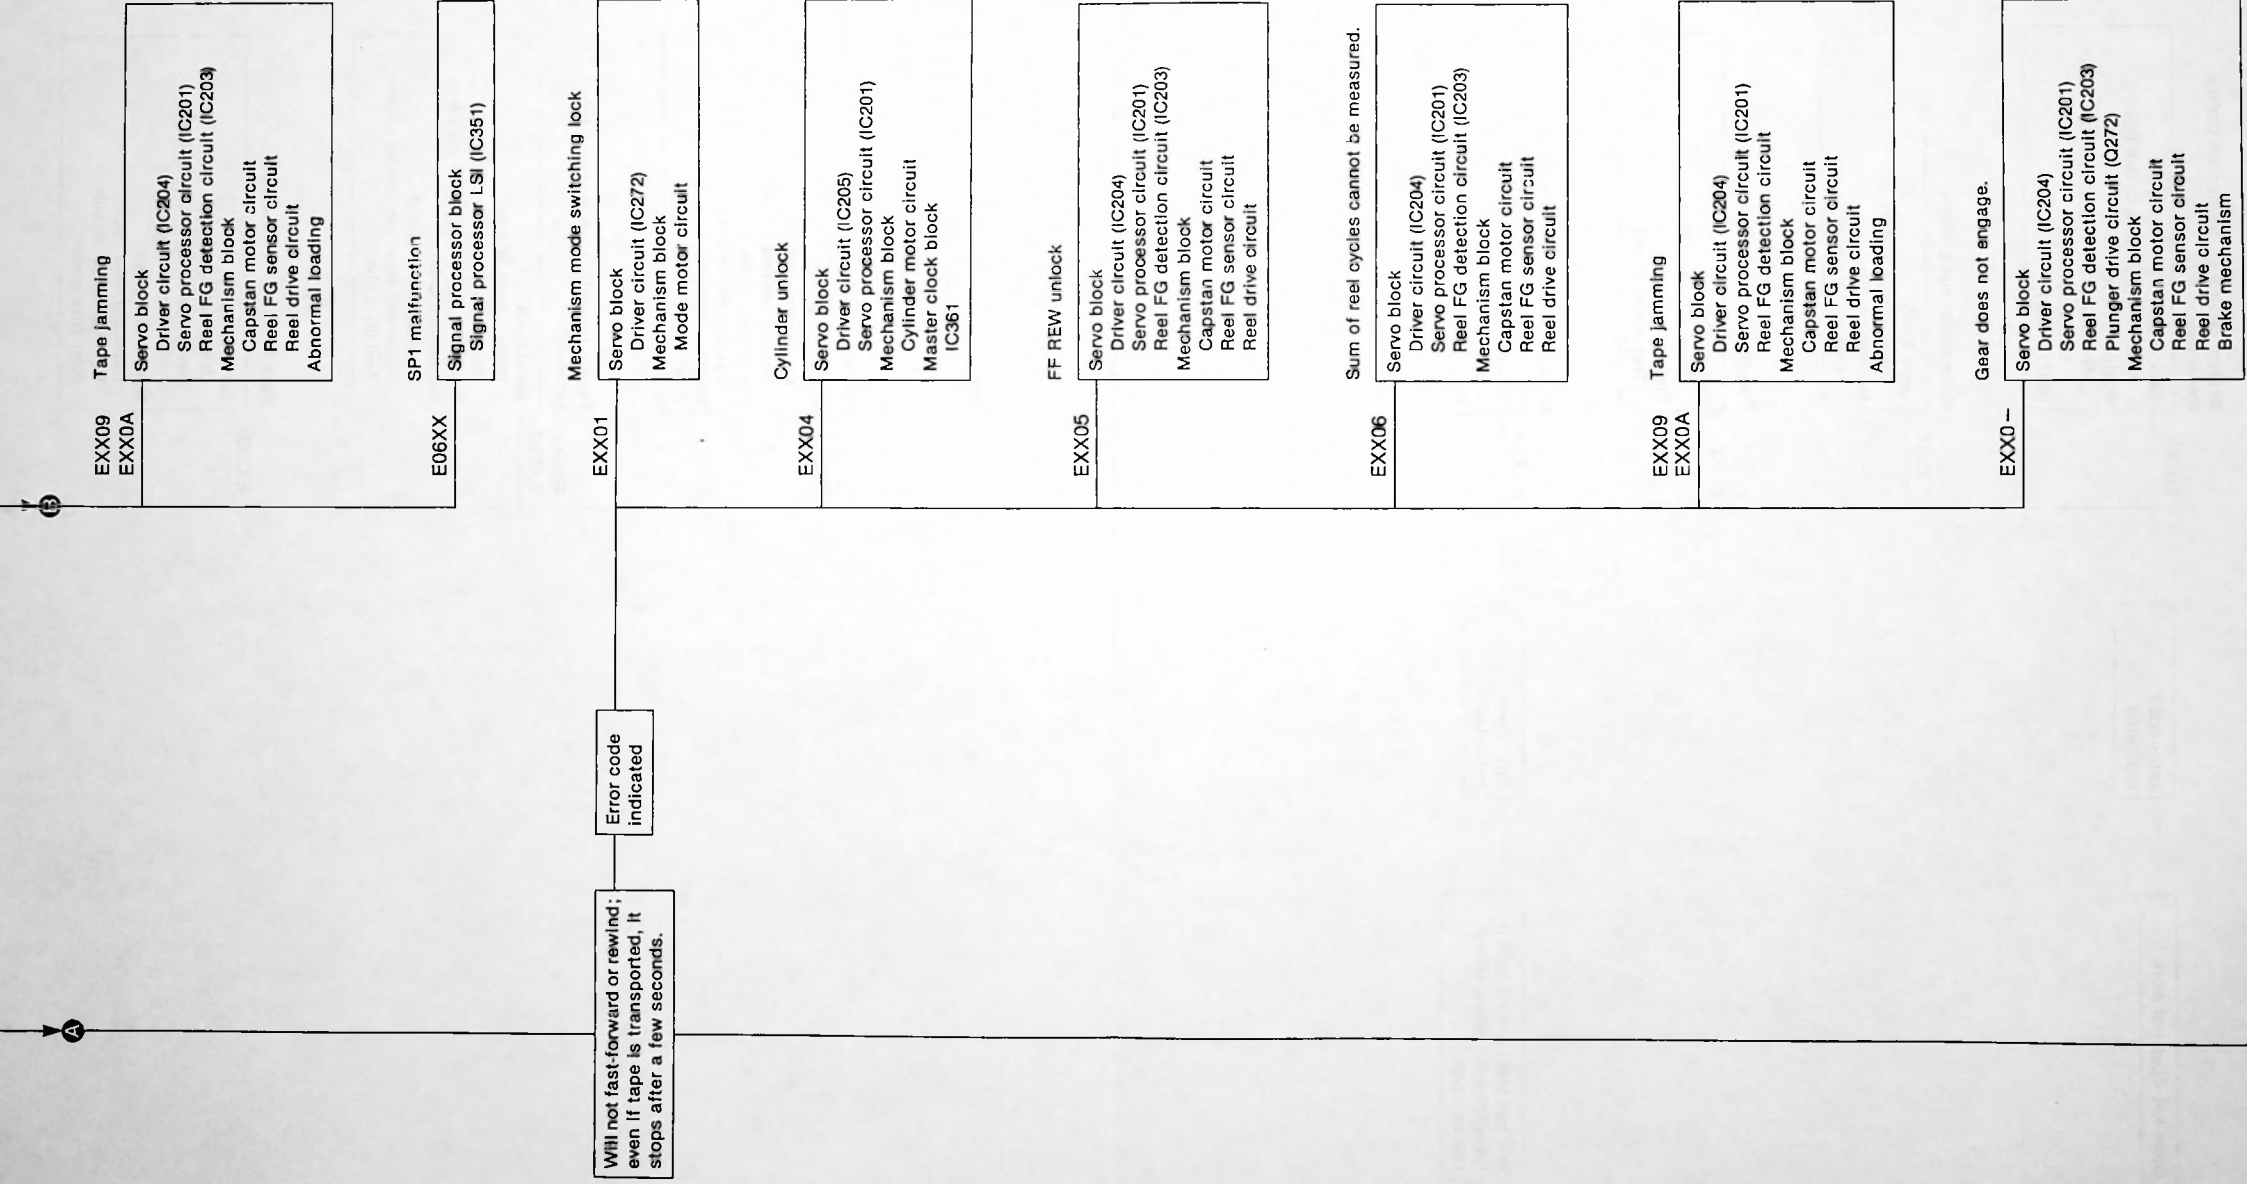 B
EXX09
EXX0A
Tape jamming
Servo block
Driver circuit (IC204)
Servo processor circuit (IC201)
Reel FG detection circuit (IC203)
Mechanism block
Capstan motor circuit
Reel FG sensor circuit
Reel drive circuit
Abnormal loading
E06XX
SP1 malfunction
Signal processor block
Signal processor LSI (IC351)
A
Will not fast-forward or rewind;
even if tape is transported, it
stops after a few seconds.
Error code
indicated
EXX01
Mechanism mode switching lock
Servo block
Driver circuit (IC272)
Mechanism block
Mode motor circuit
EXX04
Cylinder unlock
Servo block
Driver circuit (IC205)
Servo processor circuit (IC201)
Mechanism block
Cylinder motor circuit
Master clock block
IC361
EXX05
FF REW unlock
Servo block
Driver circuit (IC204)
Servo processor circuit (IC201)
Reel FG detection circuit (IC203)
Mechanism block
Capstan motor circuit
Reel FG sensor circuit
Reel drive circuit
EXX06
Sum of reel cycles cannot be measured.
Servo block
Driver circuit (IC204)
Servo processor circuit (IC201)
Reel FG detection circuit (IC203)
Mechanism block
Capstan motor circuit
Reel FG sensor circuit
Reel drive circuit
EXX09
EXX0A
Tape jamming
Servo block
Driver circuit (IC204)
Servo processor circuit (IC201)
Reel FG detection circuit
Mechanism block
Capstan motor circuit
Reel FG sensor circuit
Reel drive circuit
Abnormal loading
EXX0–
Gear does not engage.
Servo block
Driver circuit (IC204)
Servo processor circuit (IC201)
Reel FG detection circuit (IC203)
Plunger drive circuit (Q272)
Mechanism block
Capstan motor circuit
Reel FG sensor circuit
Reel drive circuit
Brake mechanism